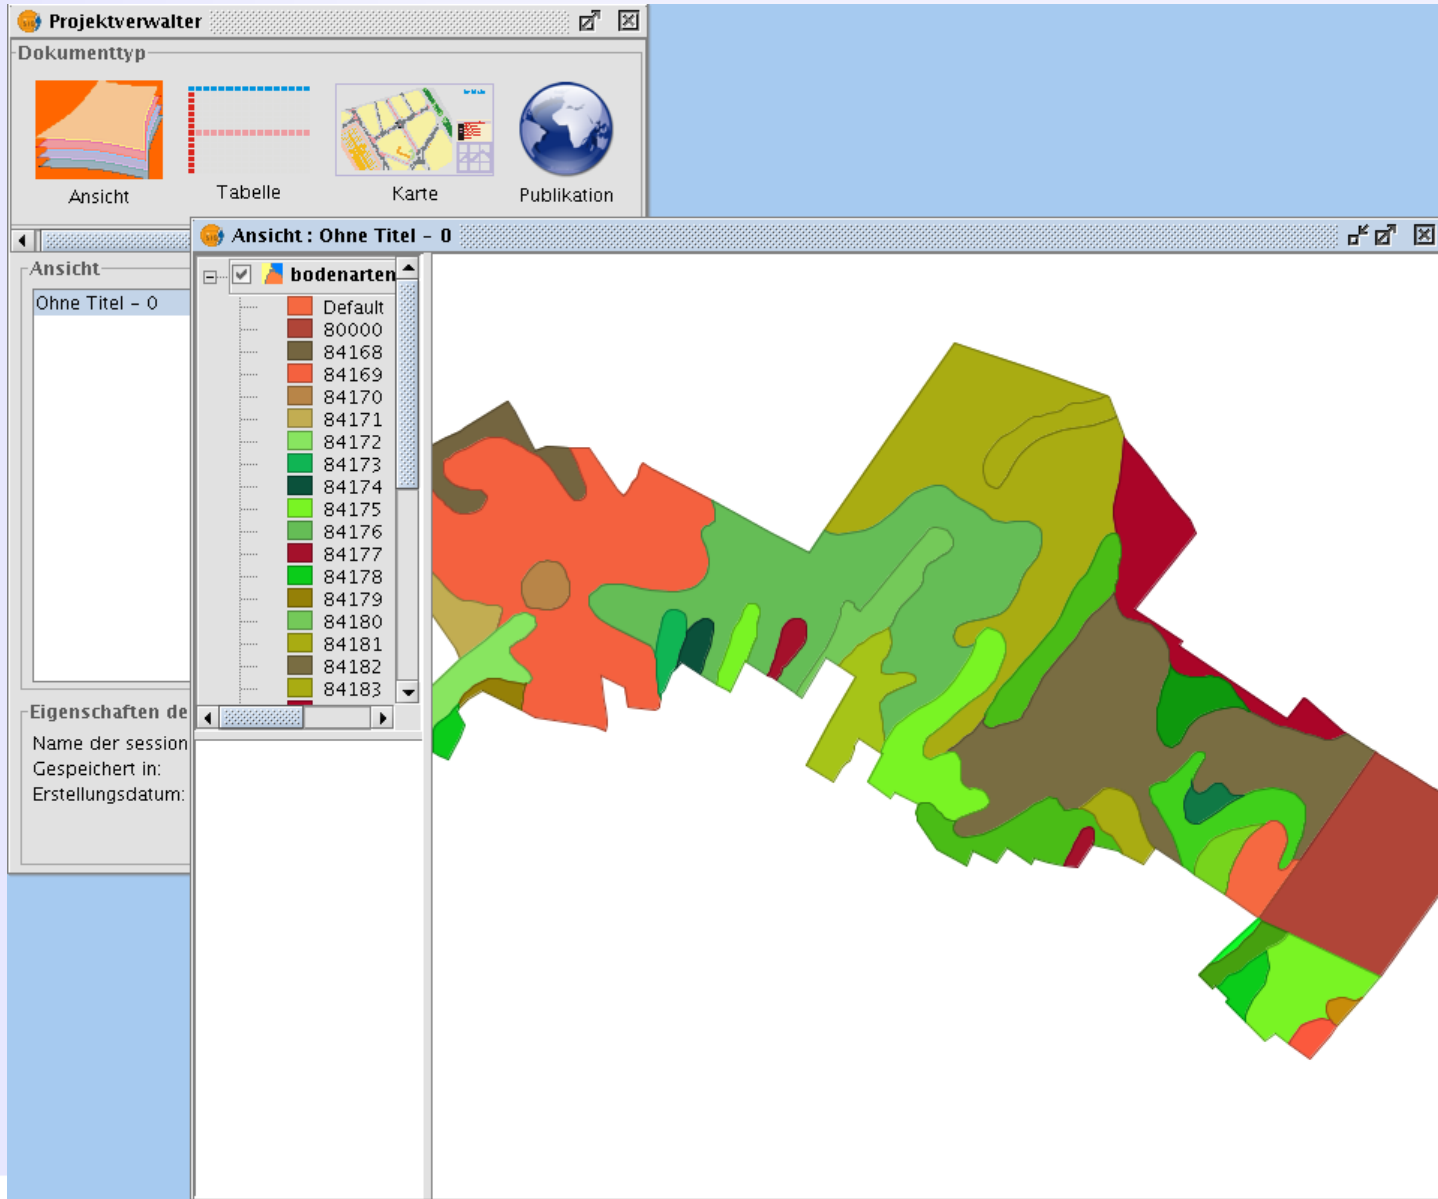 Projektverwalter
Dokumenttyp
Ansicht
Tabelle
Karte
Publikation
Ansicht : Ohne Titel - 0
Ansicht
Ohne Titel - 0
bodenarten
Default
80000
84168
84169
84170
84171
84172
84173
84174
84175
84176
84177
84178
84179
84180
84181
84182
84183
Eigenschaften de
Name der session
Gespeichert in:
Erstellungsdatum: